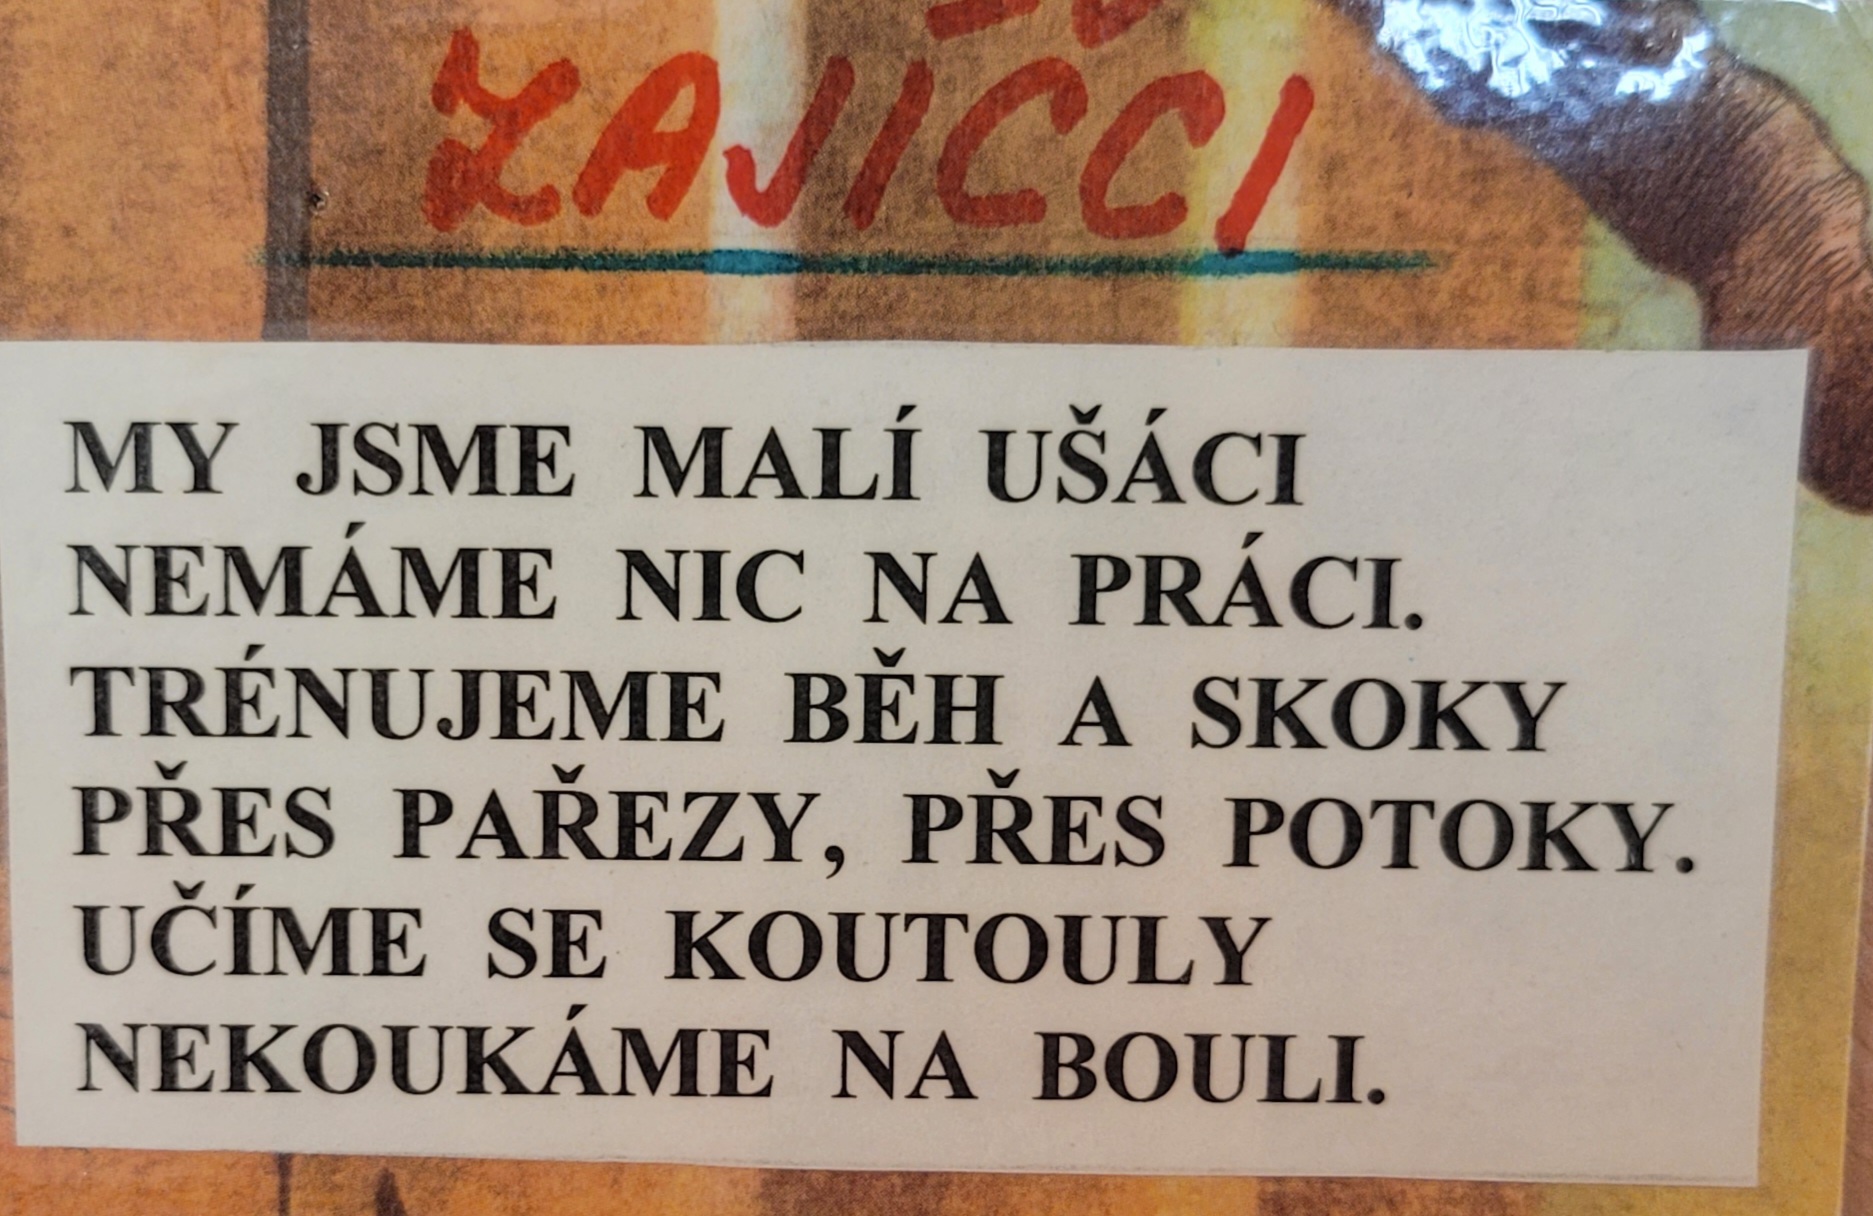 ZAJÍČCI
MY JSME MALÍ UŠÁCI
NEMÁME NIC NA PRÁCI.
TRÉNUJEME BĚH A SKOKY
PŘES PAŘEZY, PŘES POTOKY.
UČÍME SE KOUTOULY
NEKOUKÁME NA BOULI.